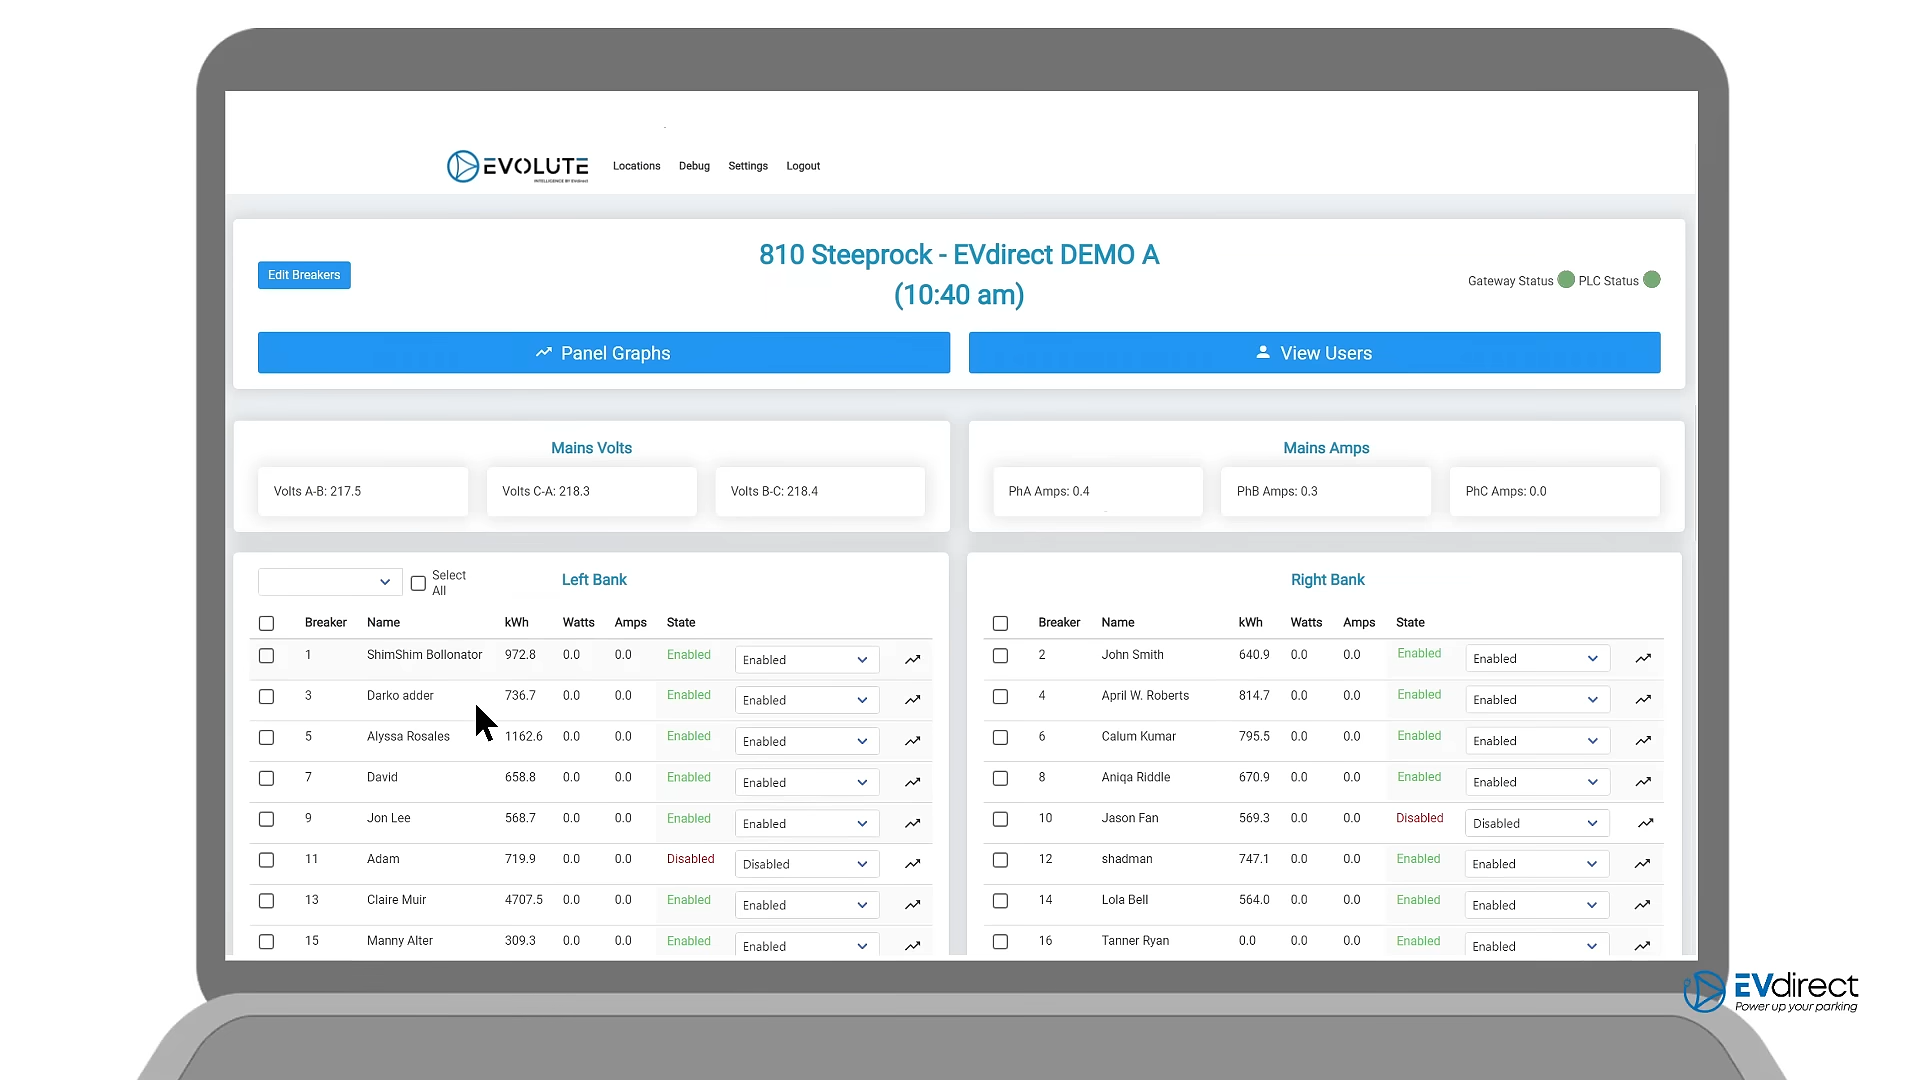 EVOLUTE
INTELLIGENCE BY EVdirect
Locations Debug Settings Logout
Edit Breakers
810 Steeprock - EVdirect DEMO A
(10:40 am)
Gateway Status PLC Status
Panel Graphs
View Users
Mains Volts
Volts A-B: 217.5 Volts C-A: 218.3 Volts B-C: 218.4
Mains Amps
PhA Amps: 0.4 PhB Amps: 0.3 PhC Amps: 0.0
Select
All
Left Bank
Breaker Name kWh Watts Amps State
1 ShimShim Bollonator 972.8 0.0 0.0 Enabled Enabled
3 Darko adder 736.7 0.0 0.0 Enabled Enabled
5 Alyssa Rosales 1162.6 0.0 0.0 Enabled Enabled
7 David 658.8 0.0 0.0 Enabled Enabled
9 Jon Lee 568.7 0.0 0.0 Enabled Enabled
11 Adam 719.9 0.0 0.0 Disabled Disabled
13 Claire Muir 4707.5 0.0 0.0 Enabled Enabled
15 Manny Alter 309.3 0.0 0.0 Enabled Enabled
Right Bank
Breaker Name kWh Watts Amps State
2 John Smith 640.9 0.0 0.0 Enabled Enabled
4 April W. Roberts 814.7 0.0 0.0 Enabled Enabled
6 Calum Kumar 795.5 0.0 0.0 Enabled Enabled
8 Aniqa Riddle 670.9 0.0 0.0 Enabled Enabled
10 Jason Fan 569.3 0.0 0.0 Disabled Disabled
12 shadman 747.1 0.0 0.0 Enabled Enabled
14 Lola Bell 564.0 0.0 0.0 Enabled Enabled
16 Tanner Ryan 0.0 0.0 0.0 Enabled Enabled
EVdirect
Power up your parking